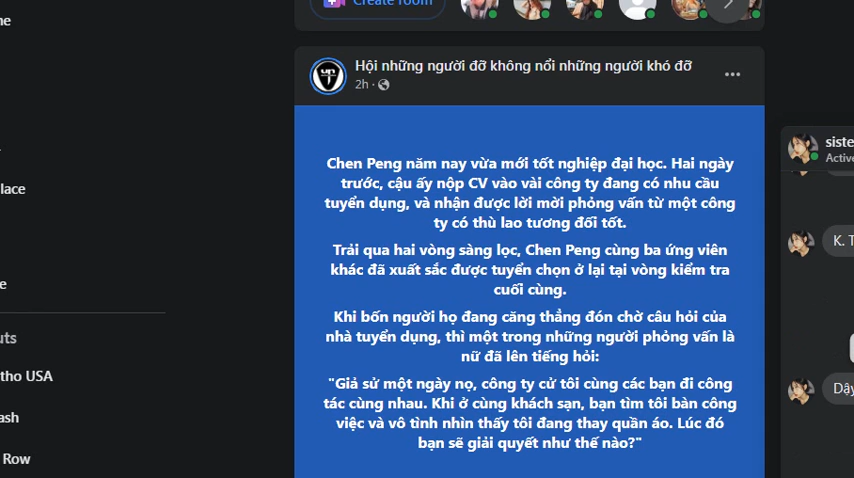 Create room
ne
Hội những người đỡ không nổi những người khó đỡ
2h
lace
Chen Peng năm nay vừa mới tốt nghiệp đại học. Hai ngày
trước, cậu ấy nộp CV vào vài công ty đang có nhu cầu
tuyển dụng, và nhận được lời mời phỏng vấn từ một công
ty có thù lao tương đối tốt.
Trải qua hai vòng sàng lọc, Chen Peng cùng ba ứng viên
khác đã xuất sắc được tuyển chọn ở lại tại vòng kiểm tra
cuối cùng.
Khi bốn người họ đang căng thẳng đón chờ câu hỏi của
nhà tuyển dụng, thì một trong những người phỏng vấn là
nữ đã lên tiếng hỏi:
"Giả sử một ngày nọ, công ty cử tôi cùng các bạn đi công
tác cùng nhau. Khi ở cùng khách sạn, bạn tìm tôi bàn công
việc và vô tình nhìn thấy tôi đang thay quần áo. Lúc đó
bạn sẽ giải quyết như thế nào?"
e
uts
tho USA
ash
Row
siste
Active
K. T
Dậy